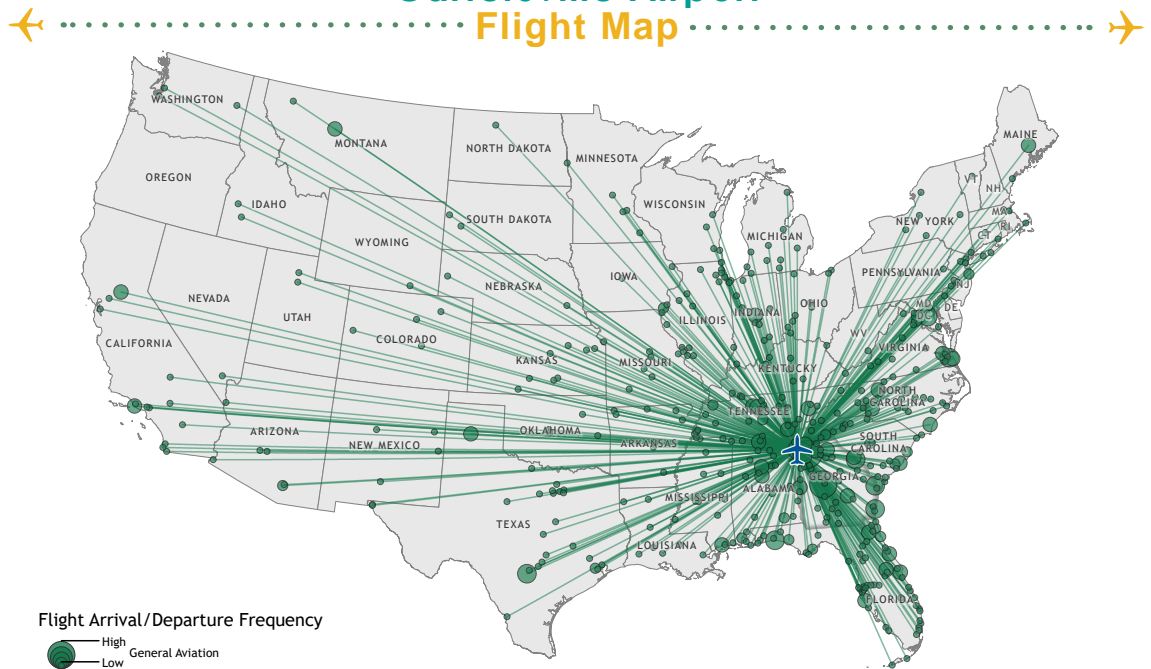 Airport
Flight Map
WASHINGTON
MAINE
MONTANA
NORTH DAKOTA
MINNESOTA
OREGON
VT
NH
IDAHO
WISCONSIN
MA
SOUTH DAKOTA
NEW YORK
RI
CT
WYOMING
MICHIGAN
PENNSYLVANIA
IOWA
NEBRASKA
NJ
NEVADA
OHIO
MD
DE
UTAH
ILLINOIS
INDIANA
DC
WV
CALIFORNIA
COLORADO
VIRGINIA
KANSAS
MISSOURI
KENTUCKY
NORTH
CAROLINA
TENNESSEE
ARIZONA
OKLAHOMA
SOUTH
CAROLINA
NEW MEXICO
ARKANSAS
GEORGIA
ALABAMA
MISSISSIPPI
TEXAS
LOUISIANA
FLORIDA
Flight Arrival/Departure Frequency
High
General Aviation
Low